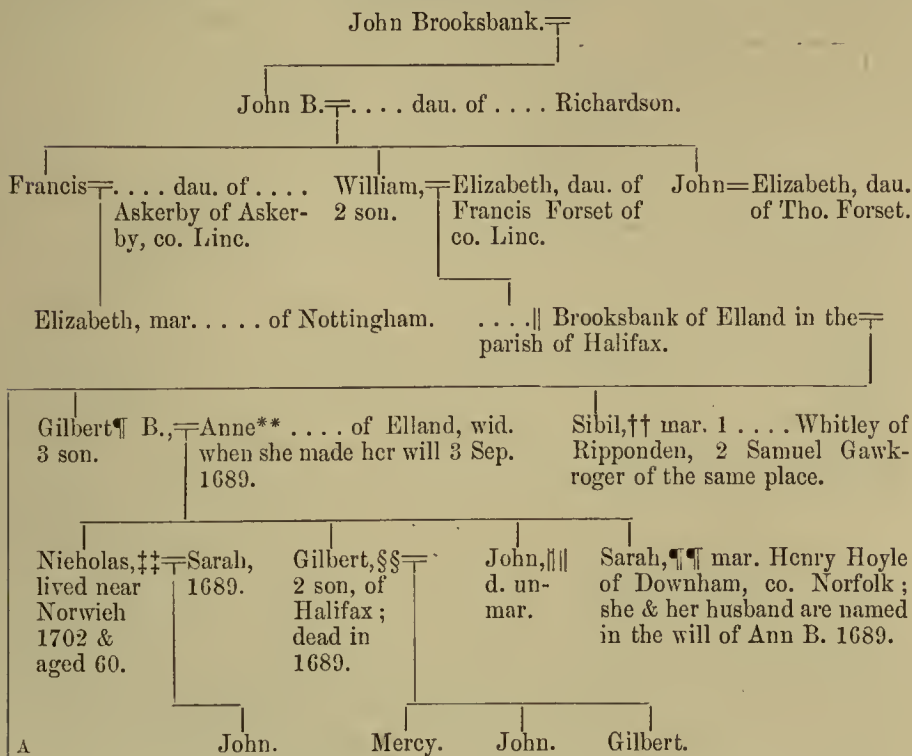 John Brooksbank.
John B. . . . . dau. of . . . . Richardson.
Francis . . . . dau. of . . . .
Askerby of Asker-
by, co. Linc.
William,
2 son.
Elizabeth, dau. of
Francis Forset of
co. Linc.
John=Elizabeth, dau.
of Tho. Forset.
Elizabeth, mar. . . . . of Nottingham.
. . . .|| Brooksbank of Elland in the
parish of Halifax.
Gilbert¶ B.,
3 son.
Anne** . . . . of Elland, wid.
when she made her will 3 Sep.
1689.
Sibil,†† mar. 1 . . . . Whitley of
Ripponden, 2 Samuel Gawk-
roger of the same place.
Nicholas,‡‡
lived near
Norwich
1702 &
aged 60.
Sarah,
1689.
Gilbert,§§
2 son, of
Halifax;
dead in
1689.
John,||||
d. un-
mar.
Sarah,¶¶ mar. Henry Hoyle
of Downham, co. Norfolk;
she & her husband are named
in the will of Ann B. 1689.
A
John.
Mercy.
John.
Gilbert.